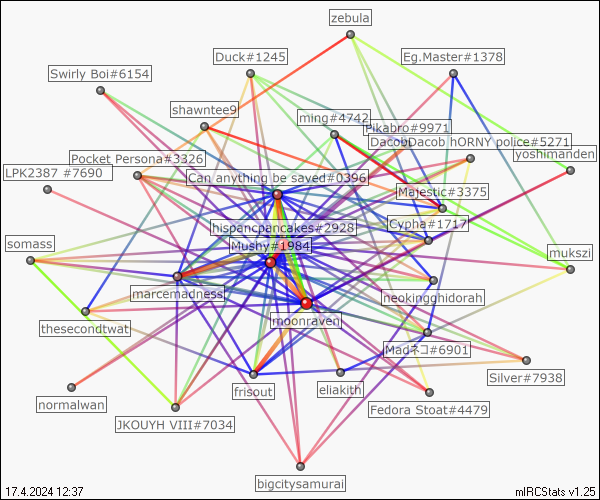 zebula
Duck#1245
Eg.Master#1378
Swirly Boi#6154
shawntee9
ming#4742
Pikabro#9971
DacobDacob hORNY police#5271
yoshimanden
Pocket Persona#3326
LPK2387 #7690
Can anything be saved#0396
Majestic#3375
hispancpancakes#2928
Cypha#1717
Mushy#1984
somass
mukszi
marcemadness
neokingghidorah
moonraven
thesecondtwat
Madネコ#6901
Silver#7938
frisout
eliakith
normalwan
Fedora Stoat#4479
JKOUYH VIII#7034
bigcitysamurai
17.4.2024 12:37
mIRCStats v1.25